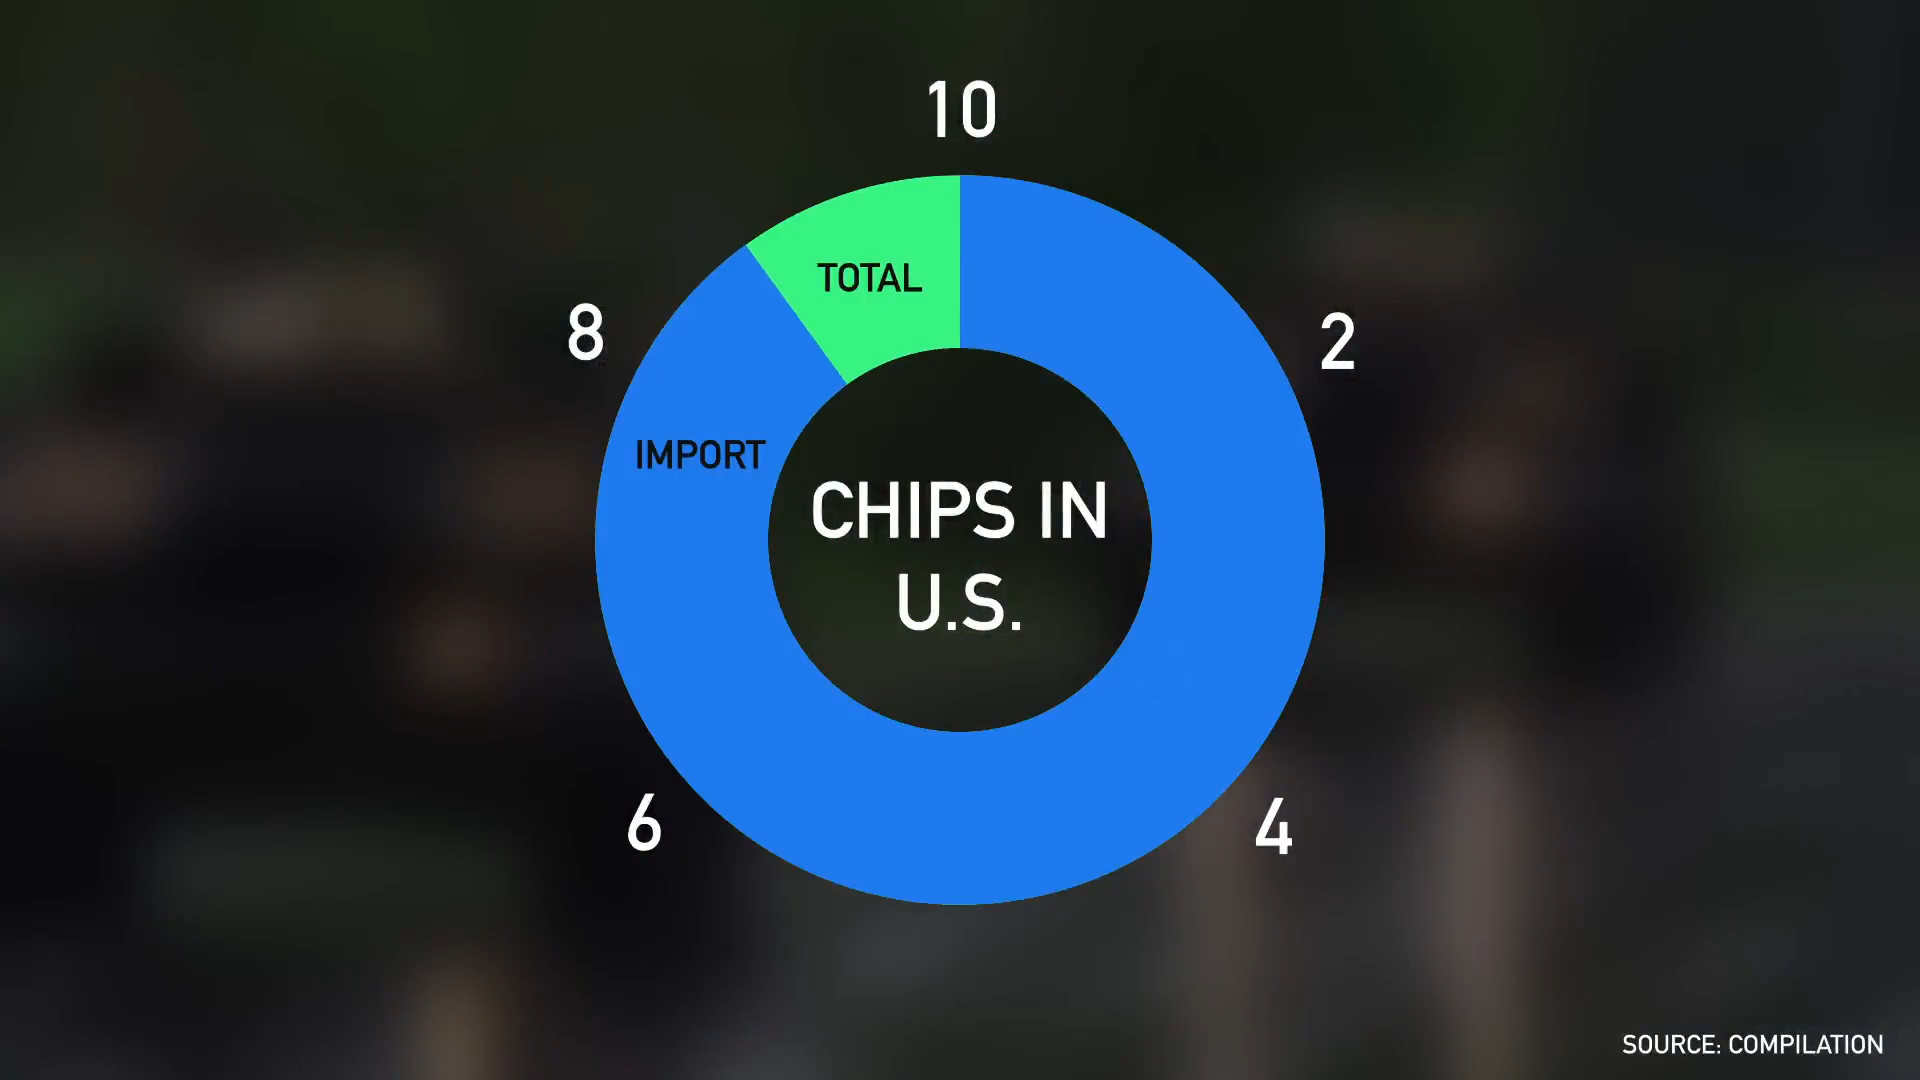 10
TOTAL
8
2
IMPORT
CHIPS IN
U.S.
6
4
SOURCE: COMPILATION